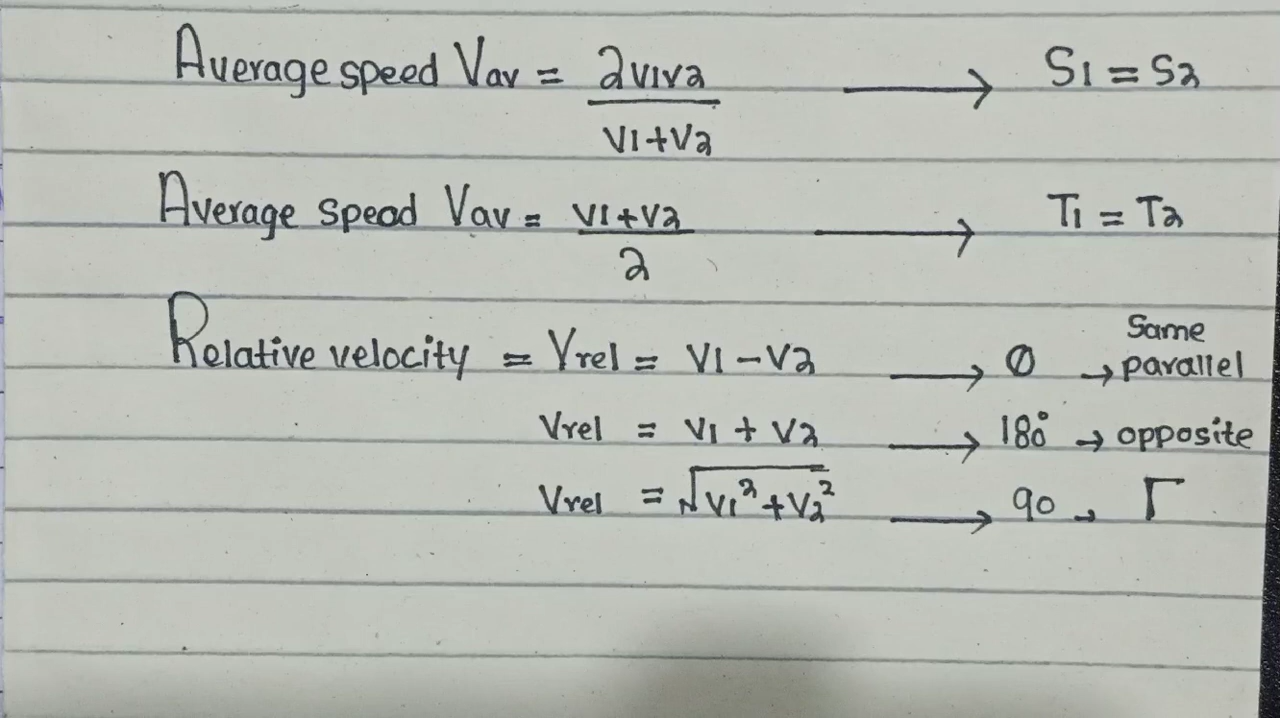 Average speed Vav = 2v1v2 / v1+v2 → S1 = S2
Average speed Vav = v1+v2 / 2 → T1 = T2
Relative velocity = Vrel = v1 - v2 → 0 → Same parallel
Vrel = v1 + v2 → 180° → opposite
Vrel = √v1² + v2² → 90 →